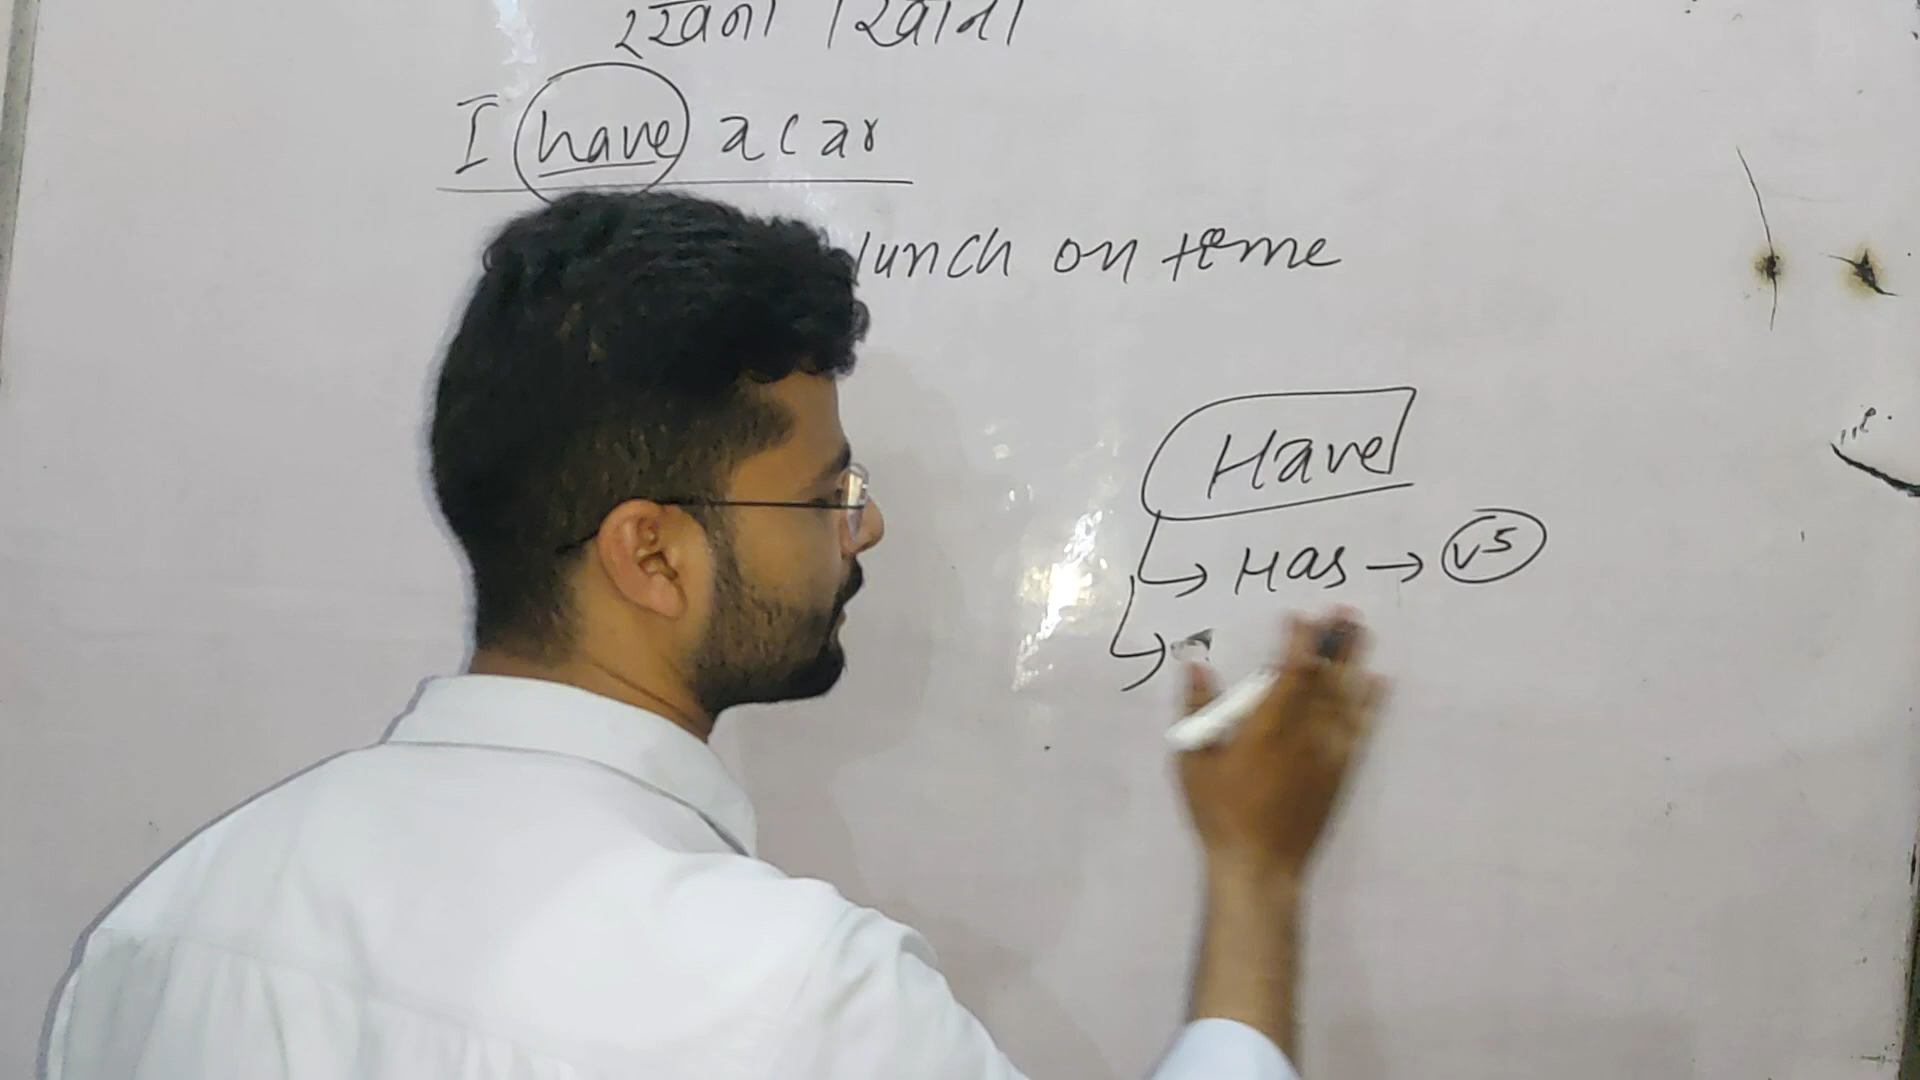 रखना / खाना
I have a car
lunch on time
Have
→ Has → V5
→